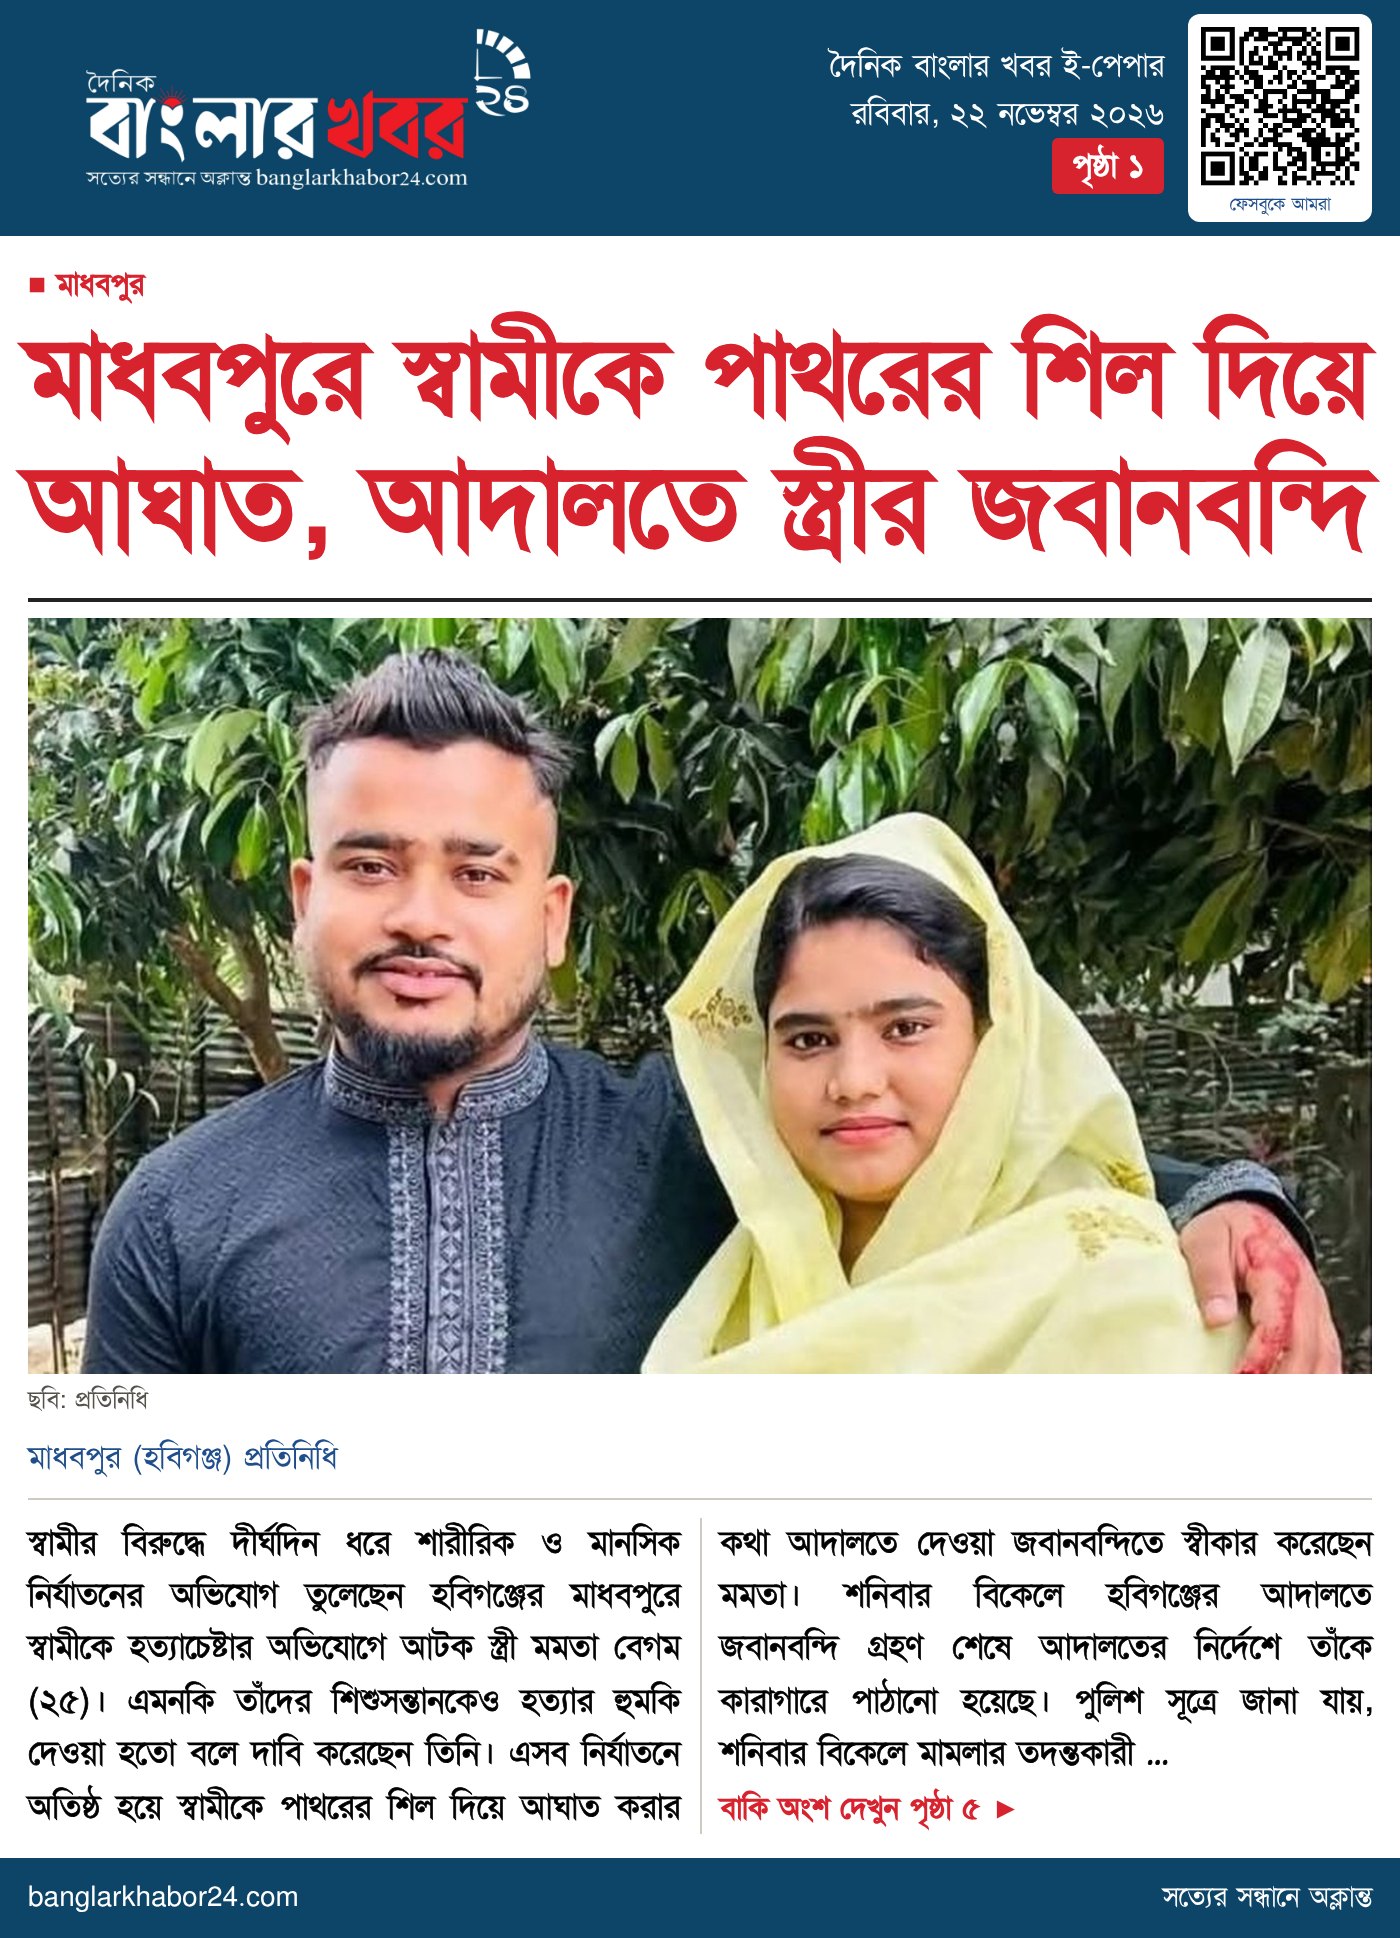 দৈনিক
বাংলার খবর
২৪
সত্যের সন্ধানে অক্লান্ত banglarkhabor24.com
দৈনিক বাংলার খবর ই-পেপার
রবিবার, ২২ নভেম্বর ২০২৬
পৃষ্ঠা ১
ফেসবুকে আমরা
■ মাধবপুর
মাধবপুরে স্বামীকে পাথরের শিল দিয়ে
আঘাত, আদালতে স্ত্রীর জবানবন্দি
ছবি: প্রতিনিধি
মাধবপুর (হবিগঞ্জ) প্রতিনিধি
স্বামীর বিরুদ্ধে দীর্ঘদিন ধরে শারীরিক ও মানসিক
নির্যাতনের অভিযোগ তুলেছেন হবিগঞ্জের মাধবপুরে
স্বামীকে হত্যাচেষ্টার অভিযোগে আটক স্ত্রী মমতা বেগম
(২৫)। এমনকি তাঁদের শিশুসন্তানকেও হত্যার হুমকি
দেওয়া হতো বলে দাবি করেছেন তিনি। এসব নির্যাতনে
অতিষ্ঠ হয়ে স্বামীকে পাথরের শিল দিয়ে আঘাত করার
কথা আদালতে দেওয়া জবানবন্দিতে স্বীকার করেছেন
মমতা। শনিবার বিকেলে হবিগঞ্জের আদালতে
জবানবন্দি গ্রহণ শেষে আদালতের নির্দেশে তাঁকে
কারাগারে পাঠানো হয়েছে। পুলিশ সূত্রে জানা যায়,
শনিবার বিকেলে মামলার তদন্তকারী ...
বাকি অংশ দেখুন পৃষ্ঠা ৫ ►
banglarkhabor24.com
সত্যের সন্ধানে অক্লান্ত